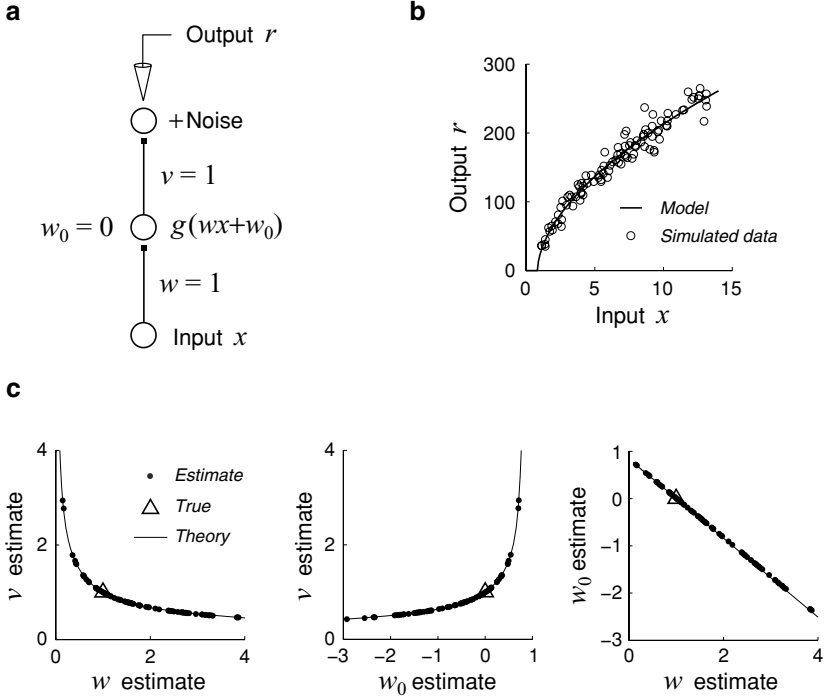 a
Output r
+Noise
v = 1
w₀ = 0
g(wx+w₀)
w = 1
Input x
b
300
200
100
0
Output r
Model
Simulated data
0 5 10 15
Input x
c
4
2
0
v estimate
Estimate
True
Theory
0 2 4
w estimate
4
2
0
v estimate
−3 −2 −1 0 1
w₀ estimate
1
0
−1
−2
−3
w₀ estimate
0 2 4
w estimate